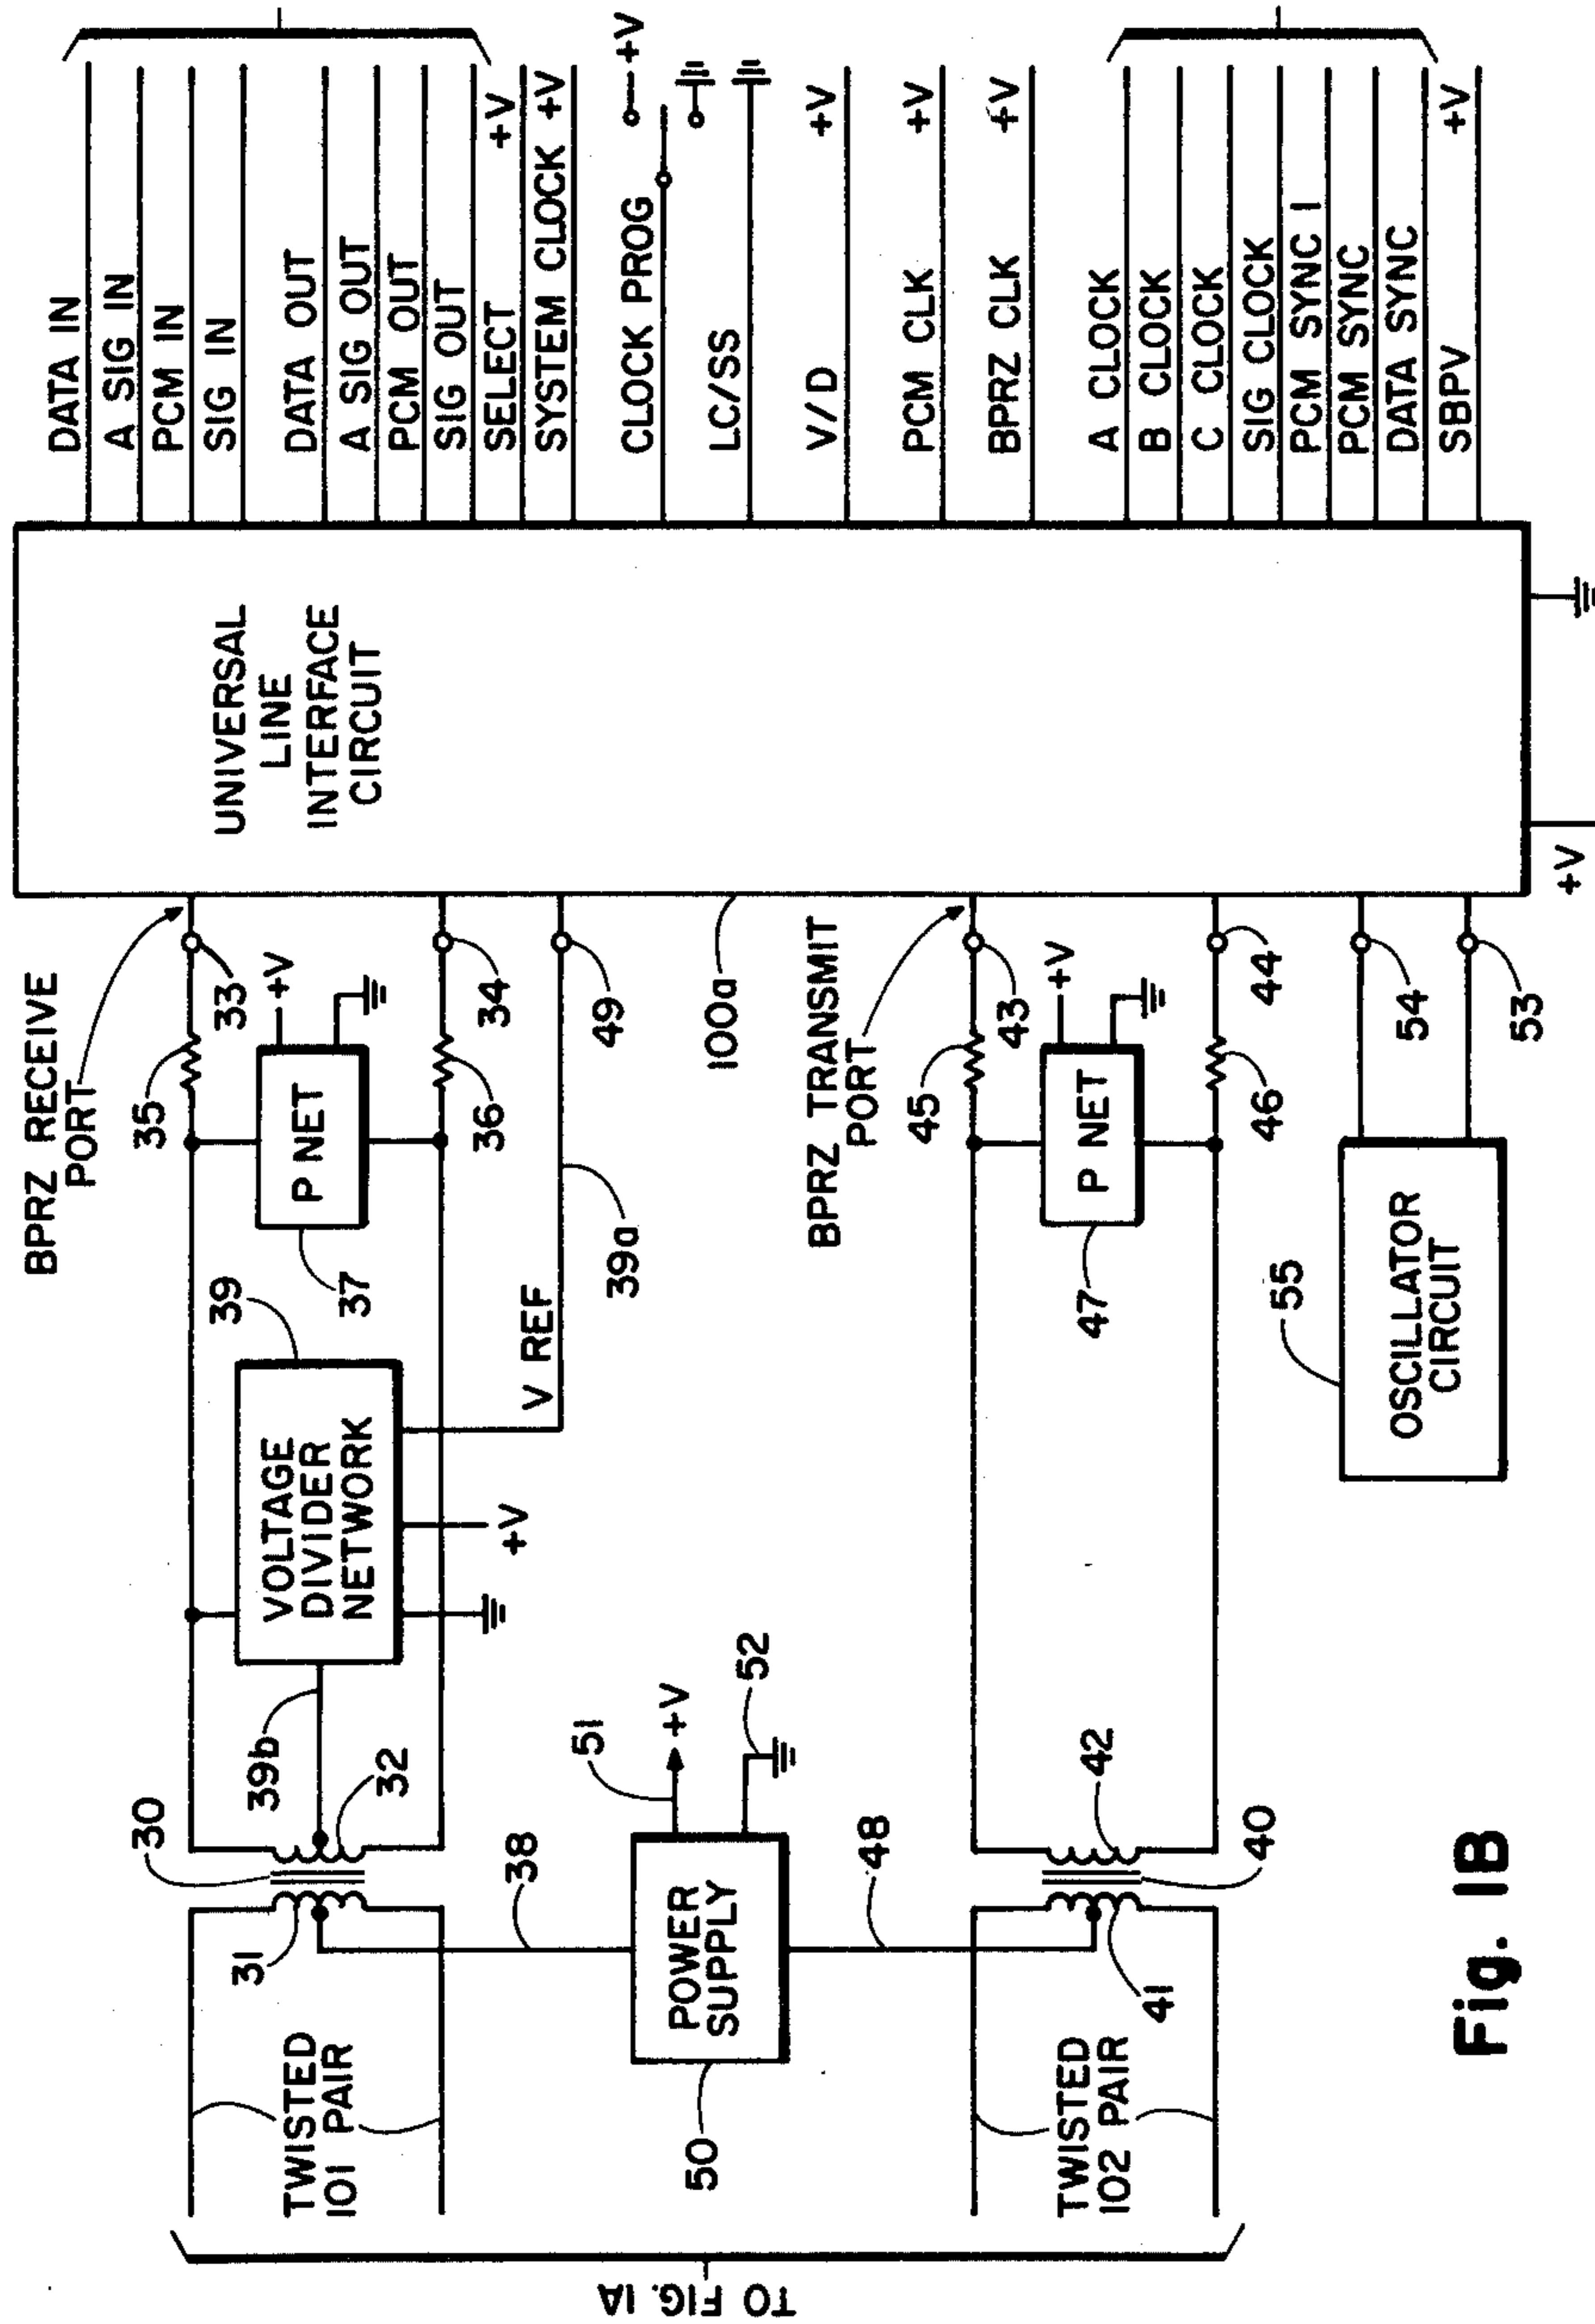 TO FIG. 1A
TWISTED
101 PAIR
31
30
32
39b
38
39
VOLTAGE
DIVIDER
NETWORK
+V
V REF
39a
BPRZ RECEIVE
PORT
35
33
P NET
+V
37
36
34
49
50
POWER
SUPPLY
51
+V
52
48
TWISTED
102 PAIR
41
42
40
BPRZ TRANSMIT
PORT
45
43
P NET
+V
47
46
44
55
OSCILLATOR
CIRCUIT
54
53
100a
UNIVERSAL
LINE
INTERFACE
CIRCUIT
+V
DATA IN
A SIG IN
PCM IN
SIG IN
DATA OUT
A SIG OUT
PCM OUT
SIG OUT
SELECT +V
SYSTEM CLOCK +V
CLOCK PROG +V
LC/SS
V/D +V
PCM CLK +V
BPRZ CLK +V
A CLOCK
B CLOCK
C CLOCK
SIG CLOCK
PCM SYNC 1
PCM SYNC
DATA SYNC
SBPV +V
Fig. 1B